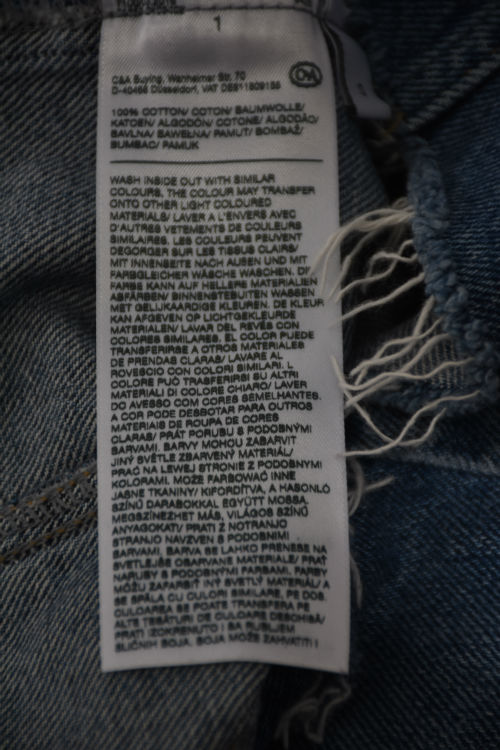 1
C&A Buying, Wanheimer Str. 70
D-40468 Düsseldorf, VAT DE811809155
C&A
100% COTTON/ COTON/ BAUMWOLLE/
KATOEN/ ALGODÓN/ COTONE/ ALGODÃO/
BAVLNA/ BAWEŁNA/ PAMUT/ BOMBAŽ/
BUMBAC/ PAMUK
WASH INSIDE OUT WITH SIMILAR
COLOURS. THE COLOUR MAY TRANSFER
ONTO OTHER LIGHT COLOURED
MATERIALS/ LAVER A L'ENVERS AVEC
D'AUTRES VETEMENTS DE COULEURS
SIMILAIRES. LES COULEURS PEUVENT
DEGORGER SUR LES TISSUS CLAIRS/
MIT INNENSEITE NACH AUßEN UND MIT
FARBGLEICHER WÄSCHE WASCHEN. DIE
FARBE KANN AUF HELLERE MATERIALIEN
ABFÄRBEN/ BINNENSTEBUITEN WASSEN
MET GELIJKAARDIGE KLEUREN. DE KLEUR
KAN AFGEVEN OP LICHTGEKLEURDE
MATERIALEN/ LAVAR DEL REVÉS CON
COLORES SIMILARES. EL COLOR PUEDE
TRANSFERIRSE A OTROS MATERIALES
DE PRENDAS CLARAS/ LAVARE AL
ROVESCIO CON COLORI SIMILARI. IL
COLORE PUÒ TRASFERIRSI SU ALTRI
MATERIALI DI COLORE CHIARO/ LAVER
DO AVESSO COM CORES SEMELHANTES.
A COR PODE DESBOTAR PARA OUTROS
MATERIAIS DE ROUPA DE CORES
CLARAS/ PRÁT PORUBU S PODOBNÝMI
BARVAMI. BARVY MOHOU ZABARVIT
JINÝ SVĚTLE ZBARVENÝ MATERIÁL/
PRAĆ NA LEWEJ STRONIE Z PODOBNYMI
KOLORAMI. MOŻE FARBOWAĆ INNE
JASNE TKANINY/ KIFORDÍTVA, A HASONLÓ
SZÍNŰ DARABOKKAL EGYÜTT MOSSA.
MEGSZÍNEZHET MÁS, VILÁGOS SZÍNŰ
ANYAGOKAT/ PRATI Z NOTRANJO
STRANJO NAVZVEN S PODOBNIMI
BARVAMI. BARVA SE LAHKO PRENESE NA
SVETLEJŠE OBARVANE MATERIALE/ PRAŤ
NARUBY S PODOBNÝMI FARBAMI. FARBY
MÔŽU ZAFARBIŤ INÝ SVETLÝ MATERIÁL/ A
SE SPĂLA CU CULORI SIMILARE, PE DOS
CULOAREA SE POATE TRANSFERA PE
ALTE ŢESĂTURI DE CULOARE DESCHISĂ/
PRATI IZOKRENUTO I SA RUBLJEM
SLIČNIH BOJA. BOJA MOŽE ZAHVATITI I